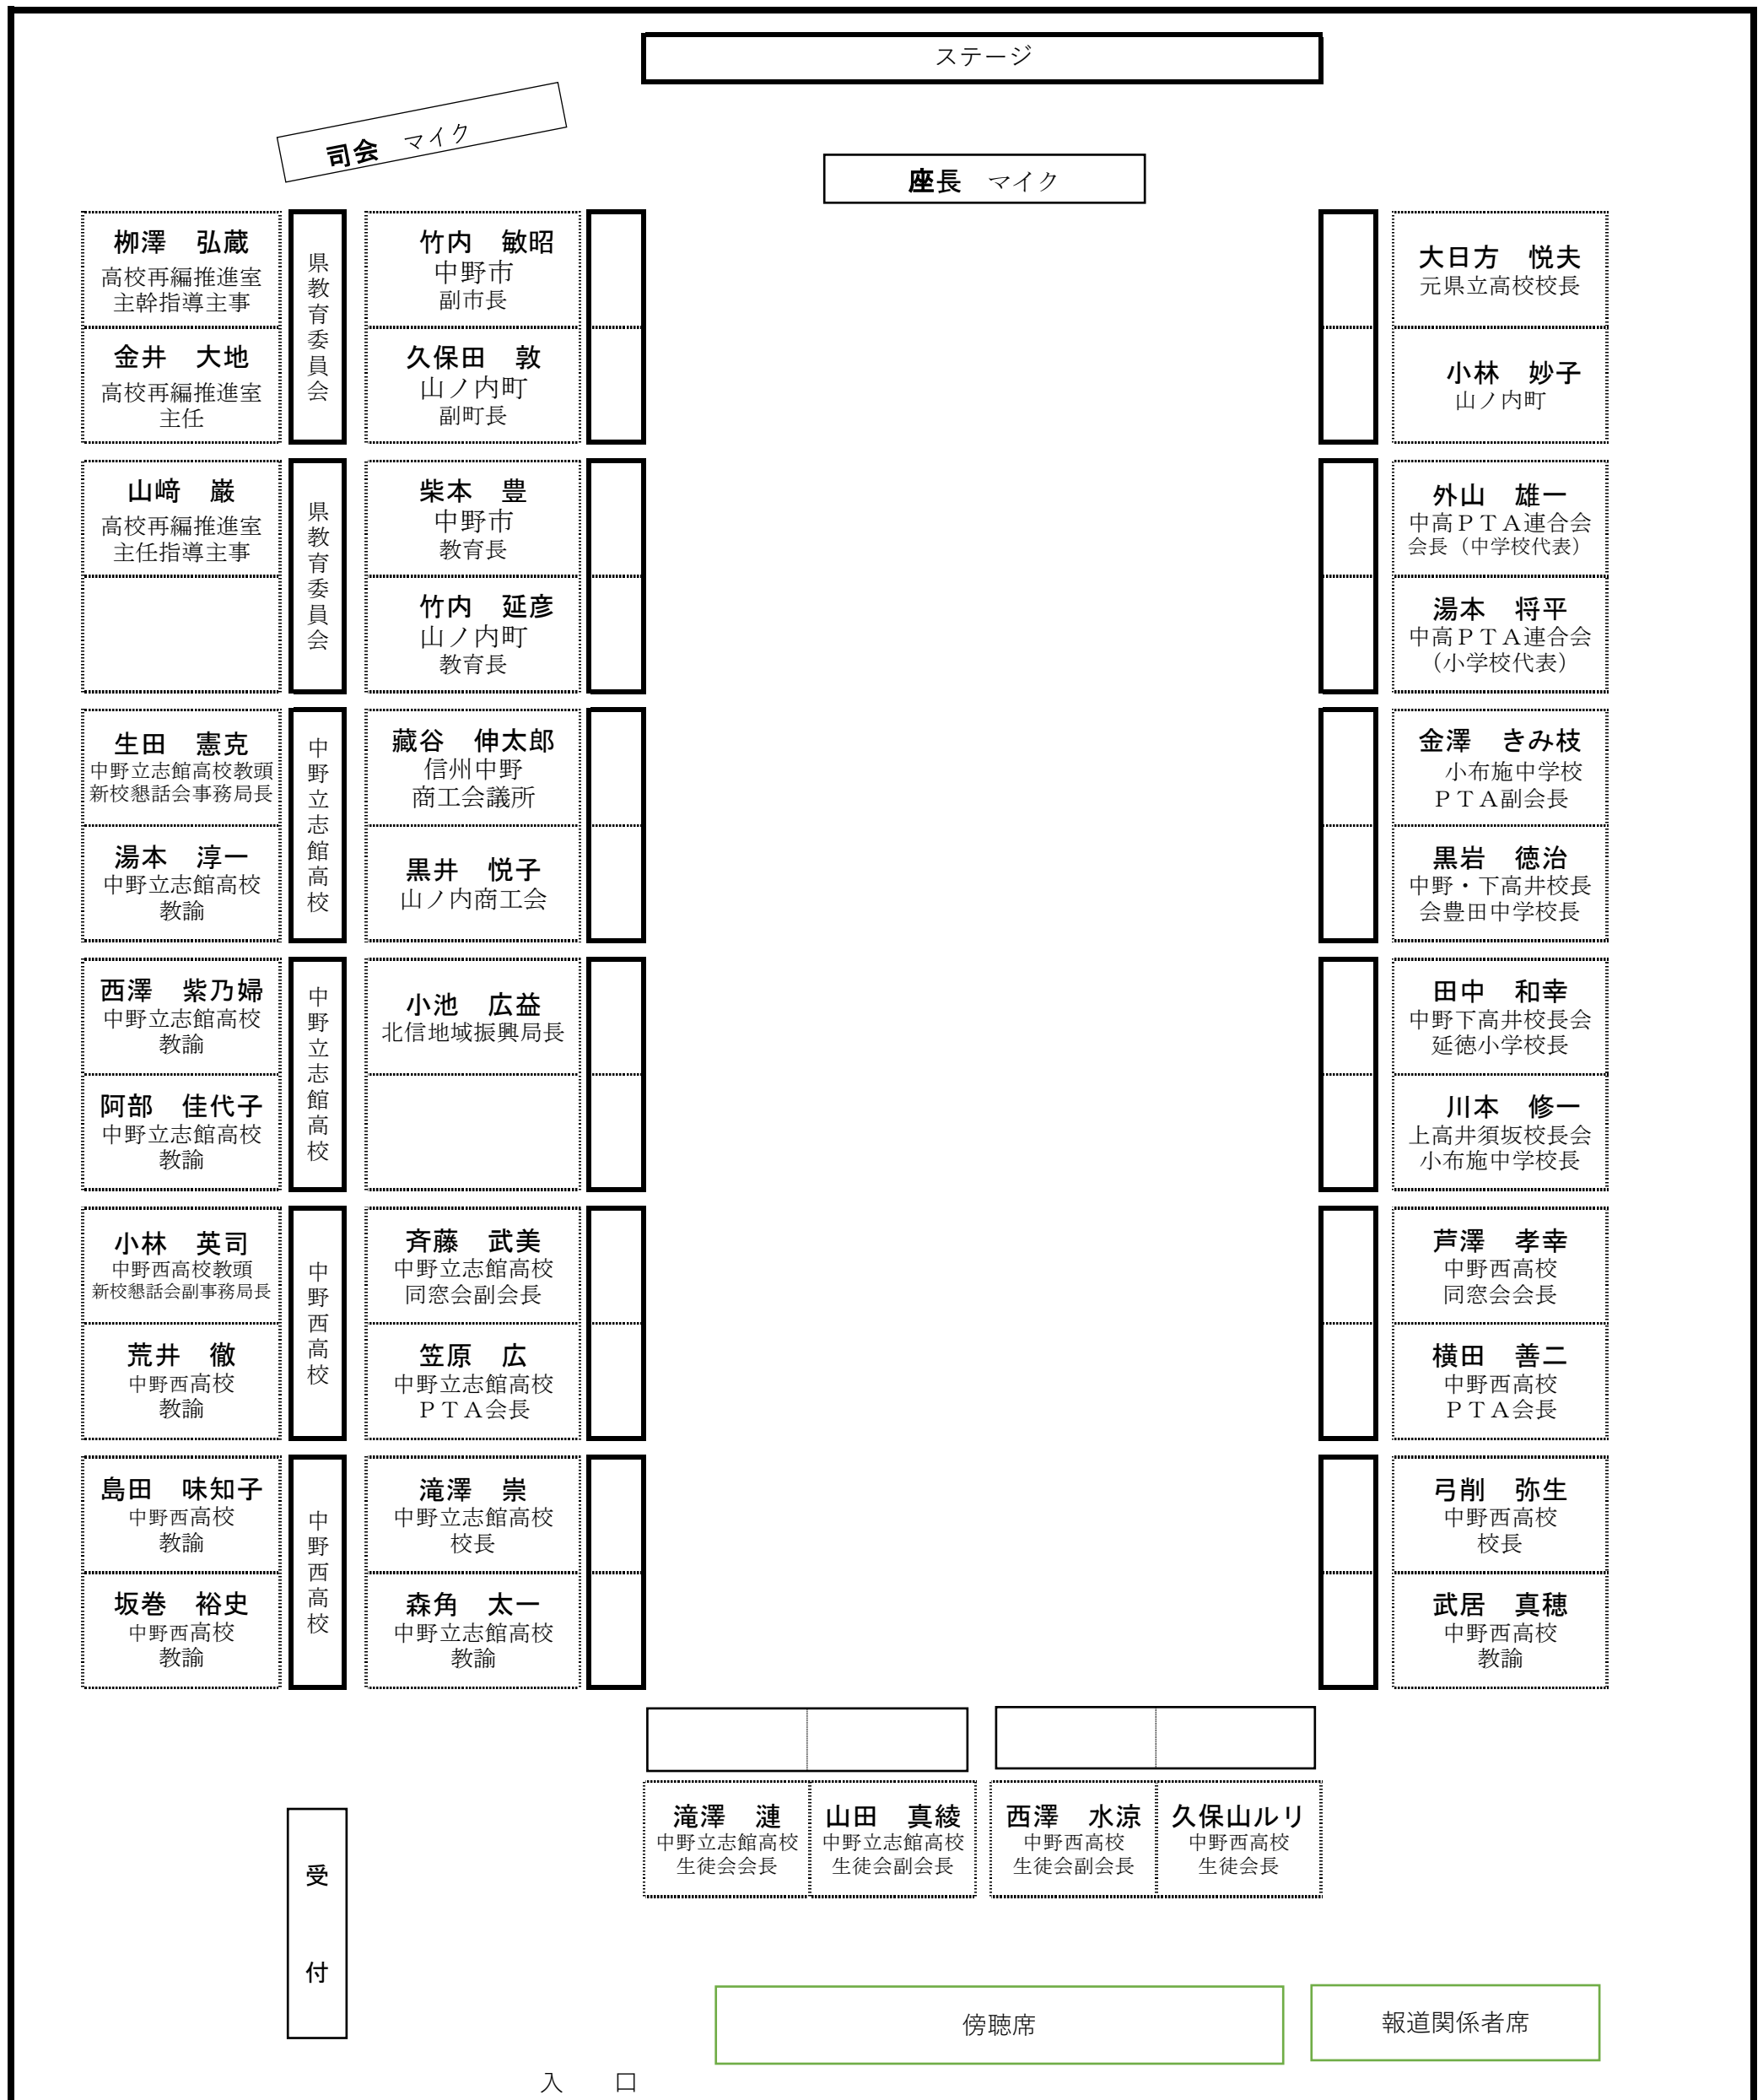 ステージ
司会　マイク
座長　マイク
栁澤　弘蔵
高校再編推進室
主幹指導主事
金井　大地
高校再編推進室
主任
県教育委員会
竹内　敏昭
中野市
副市長
久保田　敦
山ノ内町
副町長
大日方　悦夫
元県立高校校長
小林　妙子
山ノ内町
山﨑　巌
高校再編推進室
主任指導主事
県教育委員会
柴本　豊
中野市
教育長
竹内　延彦
山ノ内町
教育長
外山　雄一
中高ＰＴＡ連合会
会長（中学校代表）
湯本　将平
中高ＰＴＡ連合会
（小学校代表）
生田　憲克
中野立志館高校教頭
新校懇話会事務局長
湯本　淳一
中野立志館高校
教諭
中野立志館高校
藏谷　伸太郎
信州中野
商工会議所
黒井　悦子
山ノ内商工会
金澤　きみ枝
小布施中学校
ＰＴＡ副会長
黒岩　徳治
中野・下高井校長
会豊田中学校長
西澤　紫乃婦
中野立志館高校
教諭
阿部　佳代子
中野立志館高校
教諭
中野立志館高校
小池　広益
北信地域振興局長
田中　和幸
中野下高井校長会
延徳小学校長
川本　修一
上高井須坂校長会
小布施中学校長
小林　英司
中野西高校教頭
新校懇話会副事務局長
荒井　徹
中野西高校
教諭
中野西高校
斉藤　武美
中野立志館高校
同窓会副会長
笠原　広
中野立志館高校
ＰＴＡ会長
芦澤　孝幸
中野西高校
同窓会会長
横田　善二
中野西高校
ＰＴＡ会長
島田　味知子
中野西高校
教諭
坂巻　裕史
中野西高校
教諭
中野西高校
滝澤　崇
中野立志館高校
校長
森角　太一
中野立志館高校
教諭
弓削　弥生
中野西高校
校長
武居　真穂
中野西高校
教諭
滝澤　漣
中野立志館高校
生徒会会長
山田　真綾
中野立志館高校
生徒会副会長
西澤　水涼
中野西高校
生徒会副会長
久保山ルリ
中野西高校
生徒会長
受付
傍聴席
報道関係者席
入　口